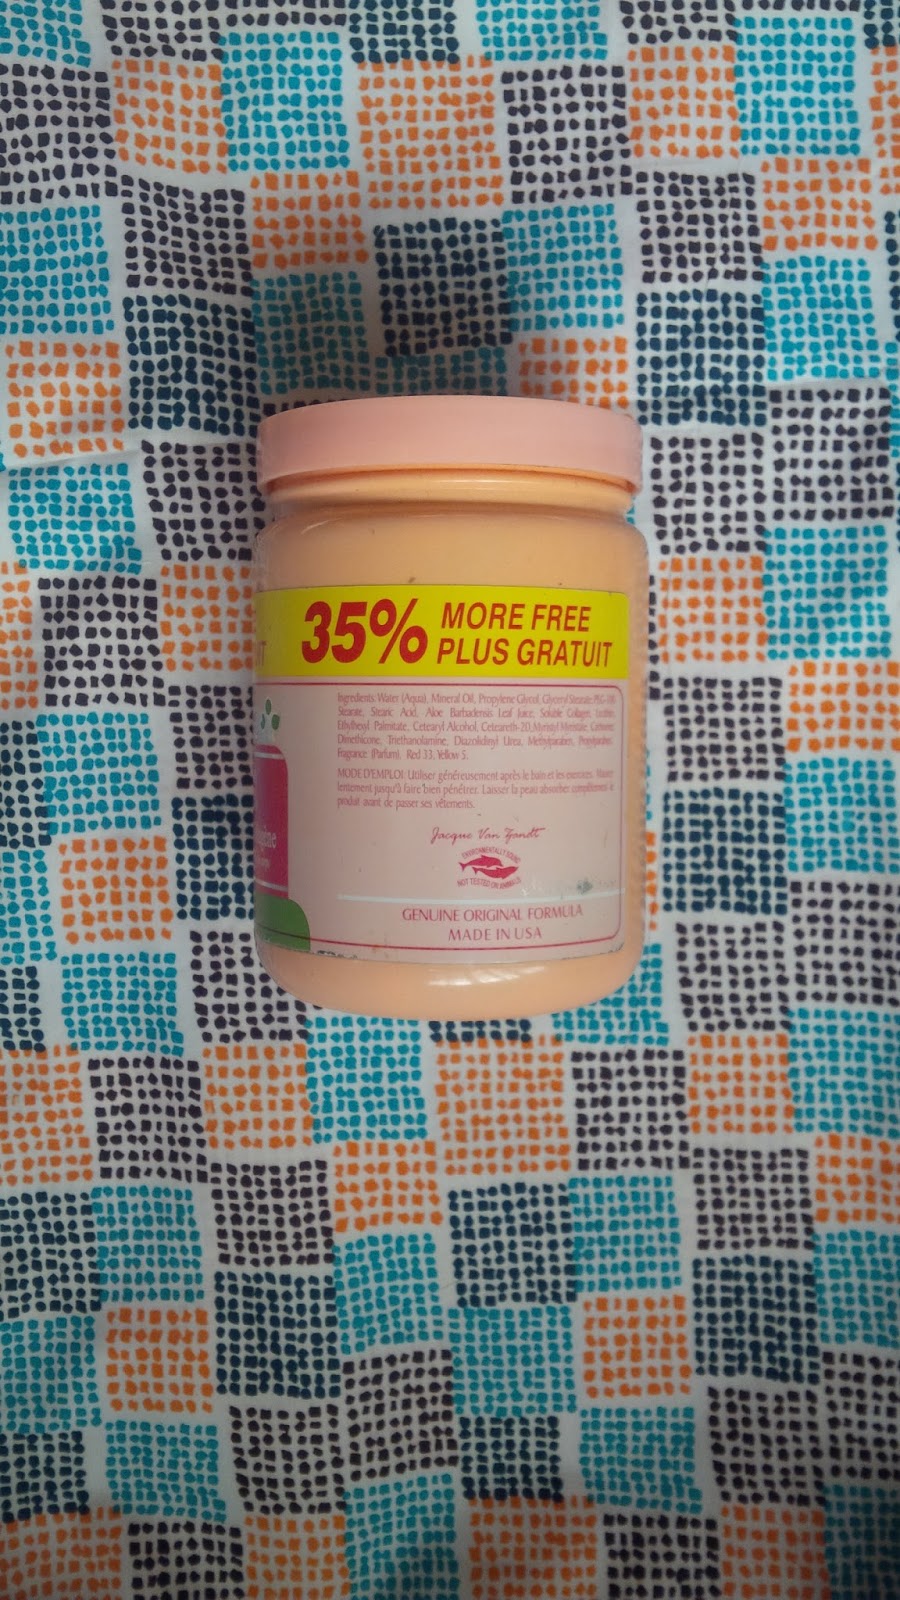 35% MORE FREE
PLUS GRATUIT
Ingredients: Water (Aqua), Mineral Oil, Propylene Glycol, Glyceryl Stearate, PEG-100
Stearate, Stearic Acid, Aloe Barbadensis Leaf Juice, Soluble Collagen, Lecithin,
Ethylhexyl Palmitate, Cetearyl Alcohol, Ceteareth-20, Myristyl Myristate,
Dimethicone, Triethanolamine, Diazolidinyl Urea, Methylparaben, Propylparaben
Fragrance (Parfum), Red 33, Yellow 5.
MODE D'EMPLOI: Utiliser généreusement après le bain et les exercices. Masser
lentement jusqu'à faire bien pénétrer. Laisser la peau absorber complètement le
produit avant de passer ses vêtements.
Jacque Van Zandt
ENVIRONMENTALLY SOUND
NOT TESTED ON ANIMALS
GENUINE ORIGINAL FORMULA
MADE IN USA